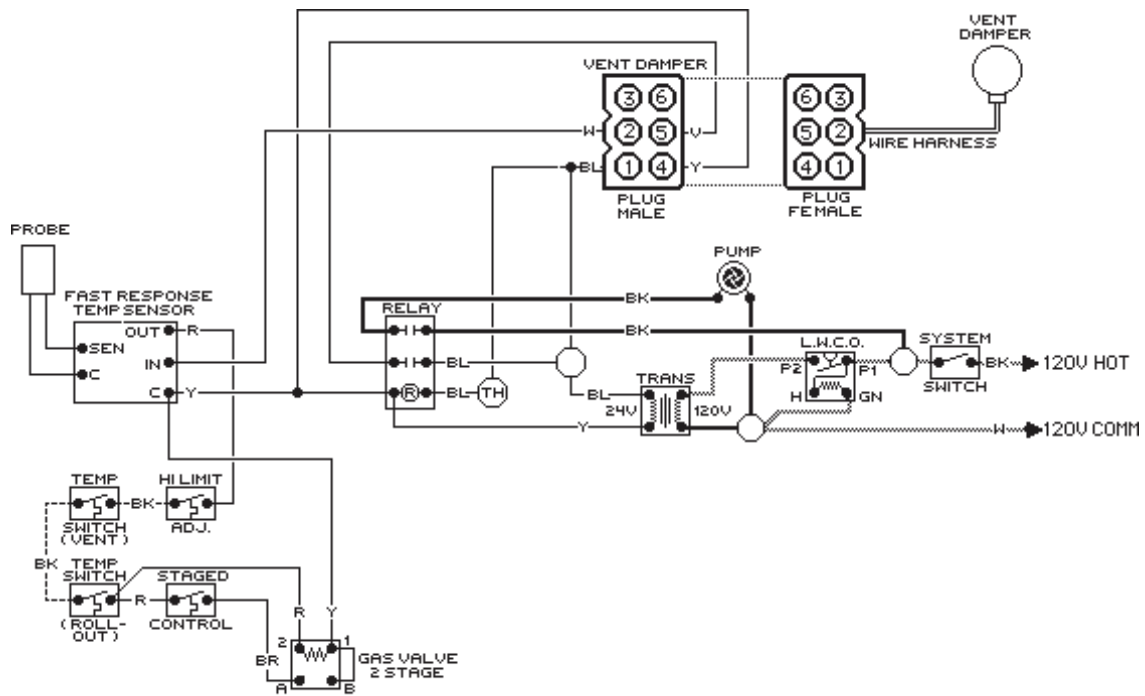 VENT
DAMPER
VENT DAMPER
3 6
6 3
W
2 5
V
5 2
WIRE HARNESS
BL
1 4
Y
4 1
PLUG
MALE
PLUG
FEMALE
PROBE
PUMP
FAST RESPONSE
TEMP SENSOR
RELAY
BK
OUT
R
BK
SYSTEM
L.W.C.O.
SEN
IN
BL
P2
P1
BK
120V HOT
C
TRANS
SWITCH
C
Y
R
BL
TH
BL
24V
120V
H
GN
Y
W
120V COMM
TEMP
HI LIMIT
BK
SWITCH
(VENT)
ADJ.
BK
TEMP
SWITCH
STAGED
R
(ROLL-
OUT)
CONTROL
R
Y
2
1
BR
GAS VALVE
2 STAGE
A
B